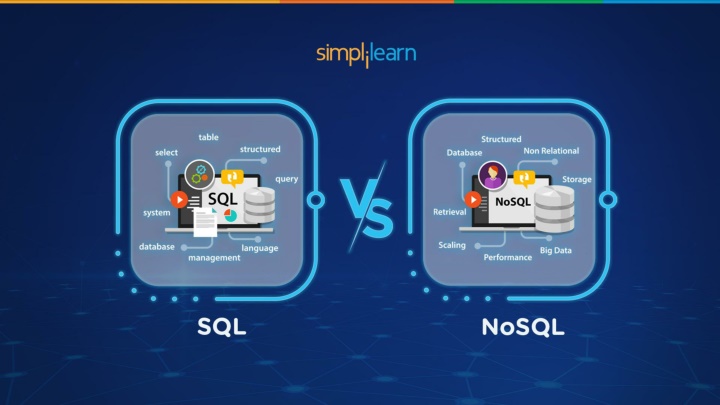 simplilearn
table
select
structured
query
SQL
system
database
language
management
VS
Structured
Database
Non Relational
Storage
NoSQL
Retrieval
Scaling
Big Data
Performance
SQL
NoSQL